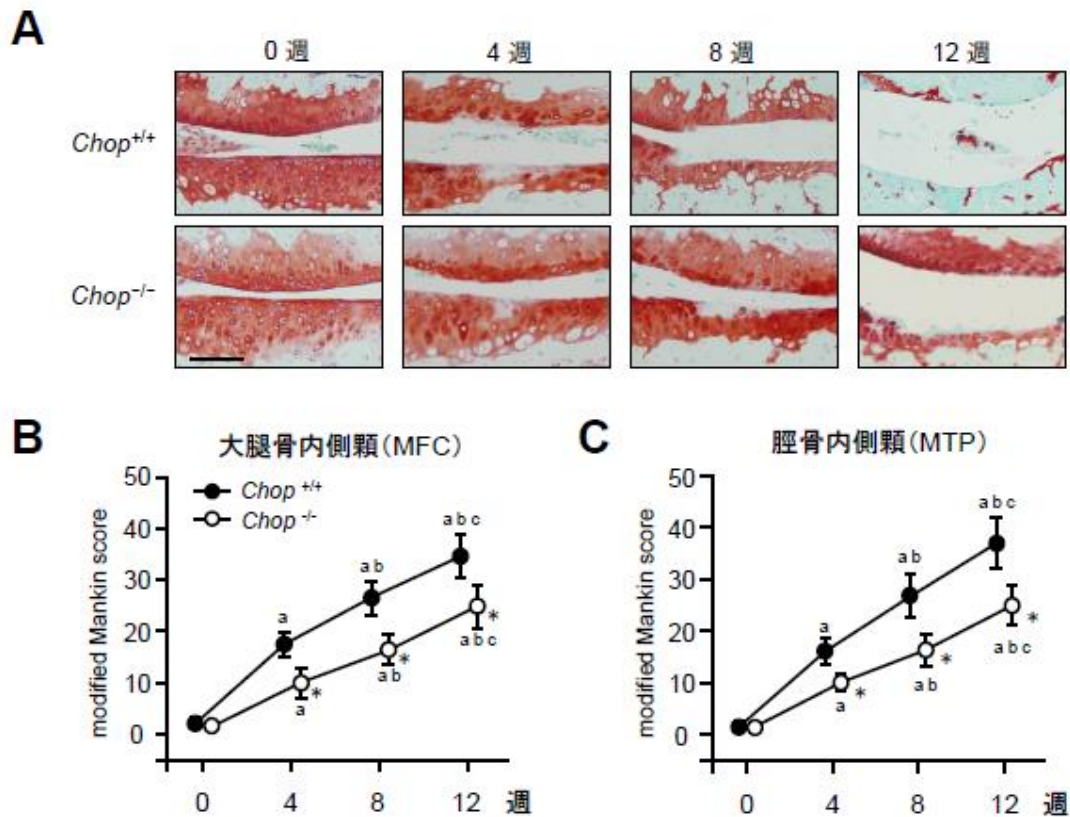 A
0 週 4 週 8 週 12 週
Chop+/+
Chop−/−
B
大腿骨内側顆(MFC)
modified Mankin score
50
40
30
20
10
0
Chop +/+
Chop -/-
a
a b
a b c
a
*
a b
*
a b c
*
0 4 8 12 週
C
脛骨内側顆(MTP)
modified Mankin score
50
40
30
20
10
0
a
a b
a b c
a
*
a b
*
a b c
*
0 4 8 12 週